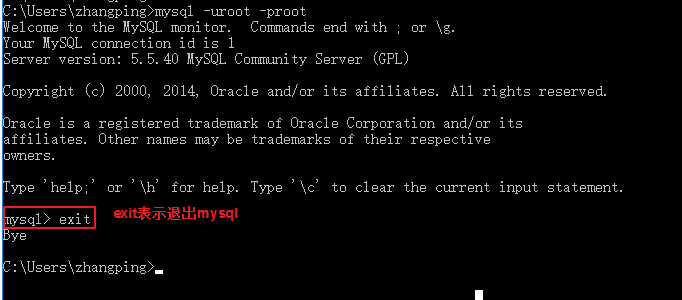 C:\Users\zhangping>mysql -uroot -proot
Welcome to the MySQL monitor.  Commands end with ; or \g.
Your MySQL connection id is 1
Server version: 5.5.40 MySQL Community Server (GPL)
Copyright (c) 2000, 2014, Oracle and/or its affiliates. All rights reserved.
Oracle is a registered trademark of Oracle Corporation and/or its
affiliates. Other names may be trademarks of their respective
owners.
Type 'help;' or '\h' for help. Type '\c' to clear the current input statement.
mysql> exit exit表示退出mysql
Bye
C:\Users\zhangping>